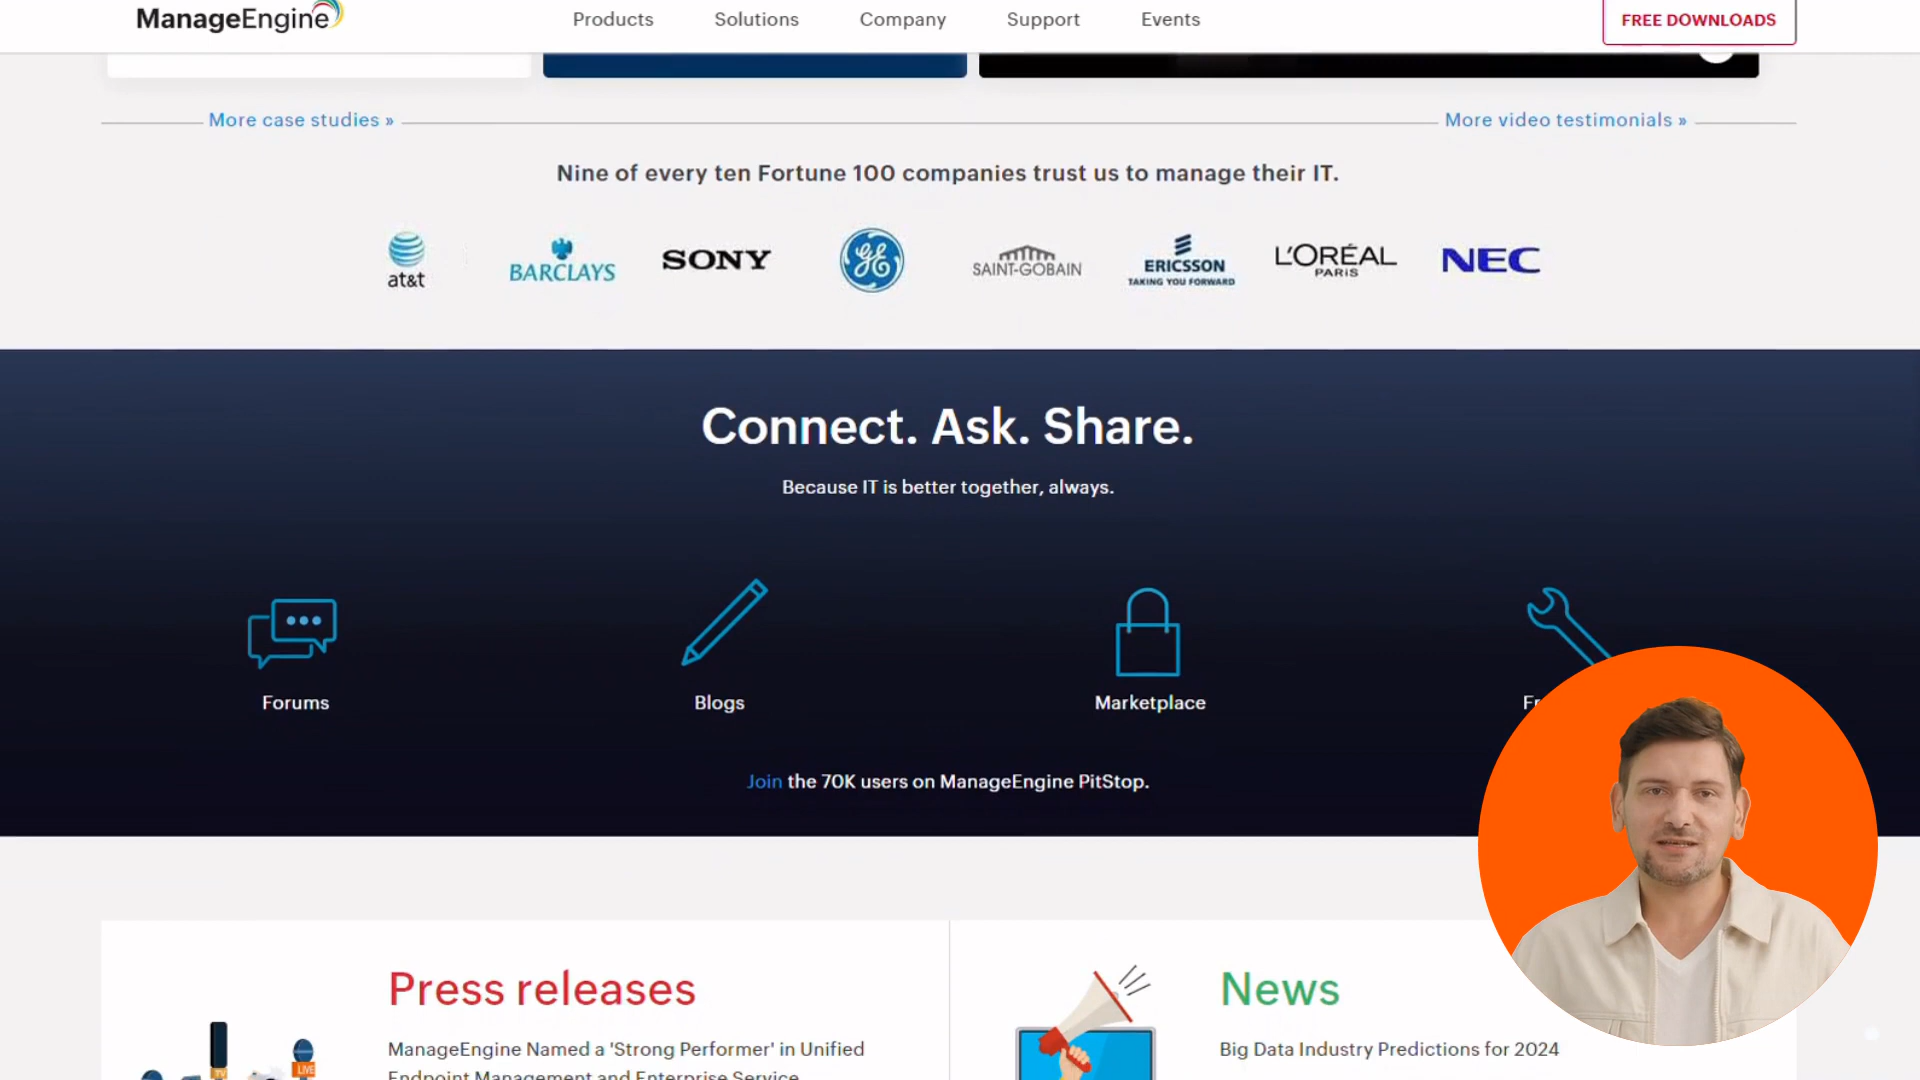 ManageEngine
Products
Solutions
Company
Support
Events
FREE DOWNLOADS
More case studies »
More video testimonials »
Nine of every ten Fortune 100 companies trust us to manage their IT.
at&t
BARCLAYS
SONY
GE
SAINT-GOBAIN
ERICSSON
TAKING YOU FORWARD
L'ORÉAL
PARIS
NEC
Connect. Ask. Share.
Because IT is better together, always.
Forums
Blogs
Marketplace
Join the 70K users on ManageEngine PitStop.
Press releases
News
TV
LIVE
ManageEngine Named a 'Strong Performer' in Unified
Endpoint Management and Enterprise Service
Big Data Industry Predictions for 2024